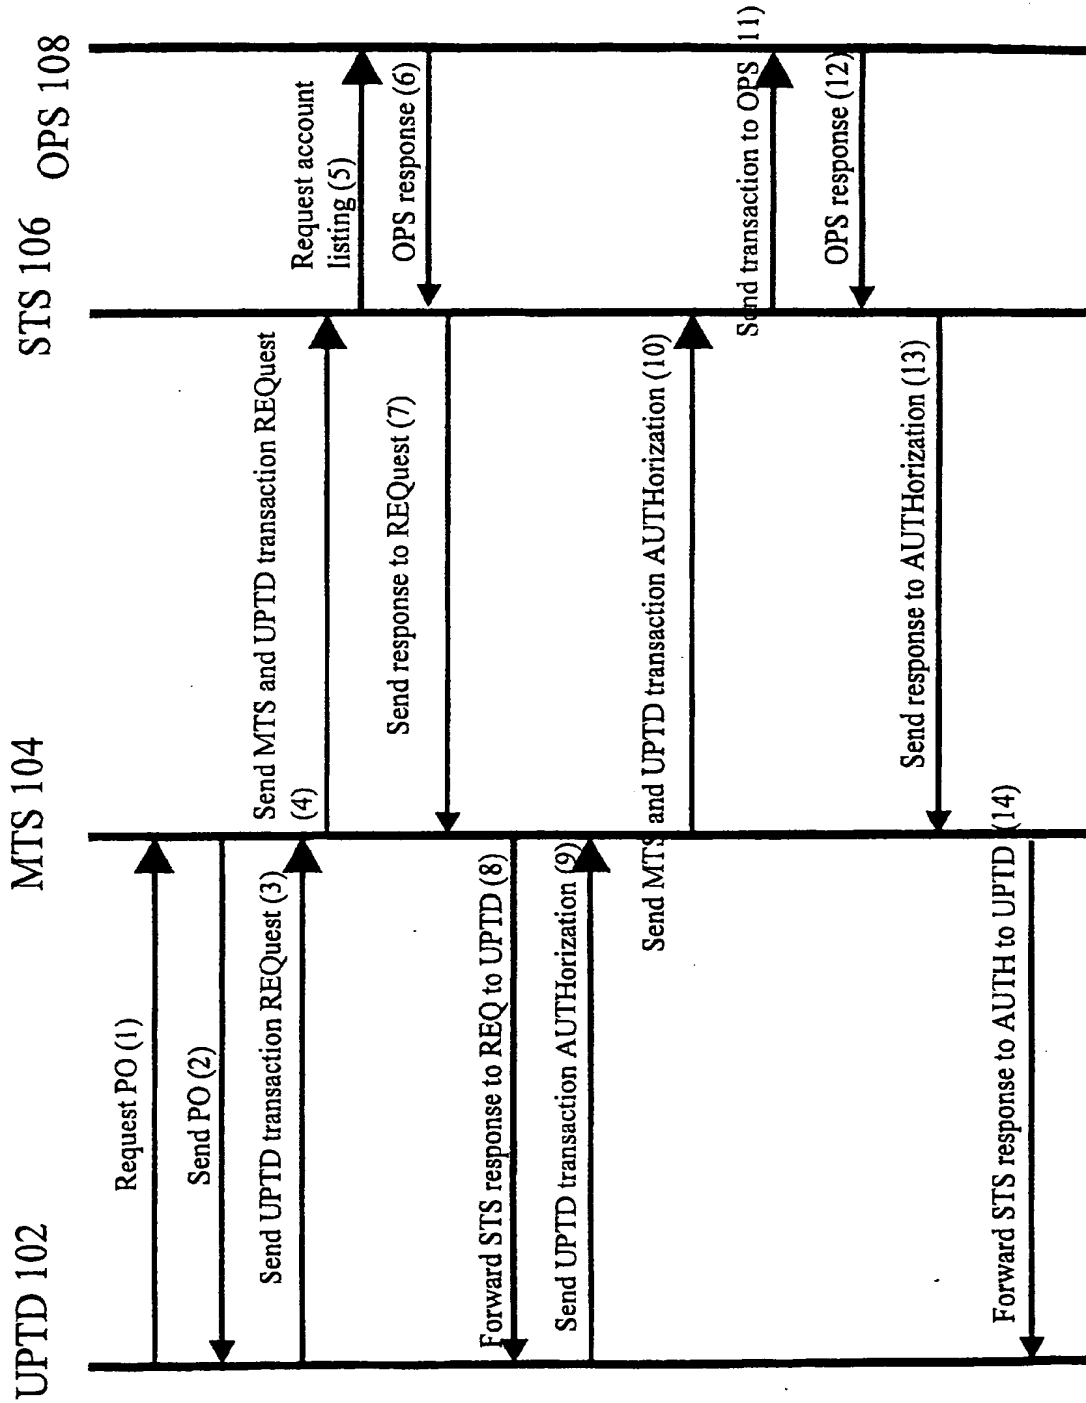 UPTD 102
MTS 104
STS 106
OPS 108
Request PO (1)
Send PO (2)
Send UPTD transaction REQuest (3)
Send MTS and UPTD transaction REQuest
(4)
Request account
listing (5)
OPS response (6)
Send response to REQuest (7)
Forward STS response to REQ to UPTD (8)
Send UPTD transaction AUTHorization (9)
Send MTS and UPTD transaction AUTHorization (10)
Send transaction to OPS 11)
OPS response (12)
Send response to AUTHorization (13)
Forward STS response to AUTH to UPTD (14)